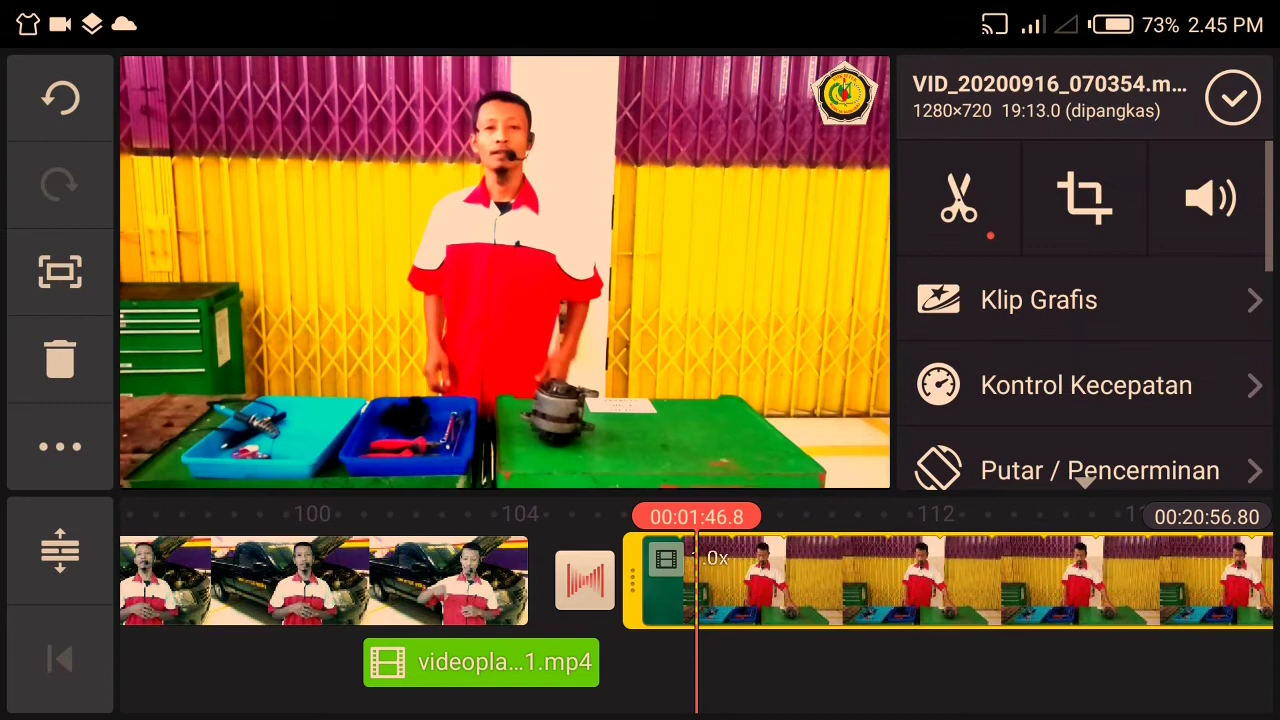 73% 2.45 PM
VID_20200916_070354.m...
1280×720 19:13.0 (dipangkas)
Klip Grafis
Kontrol Kecepatan
Putar / Pencerminan
100
104
00:01:46.8
112
00:20:56.80
1.0x
videopla...1.mp4